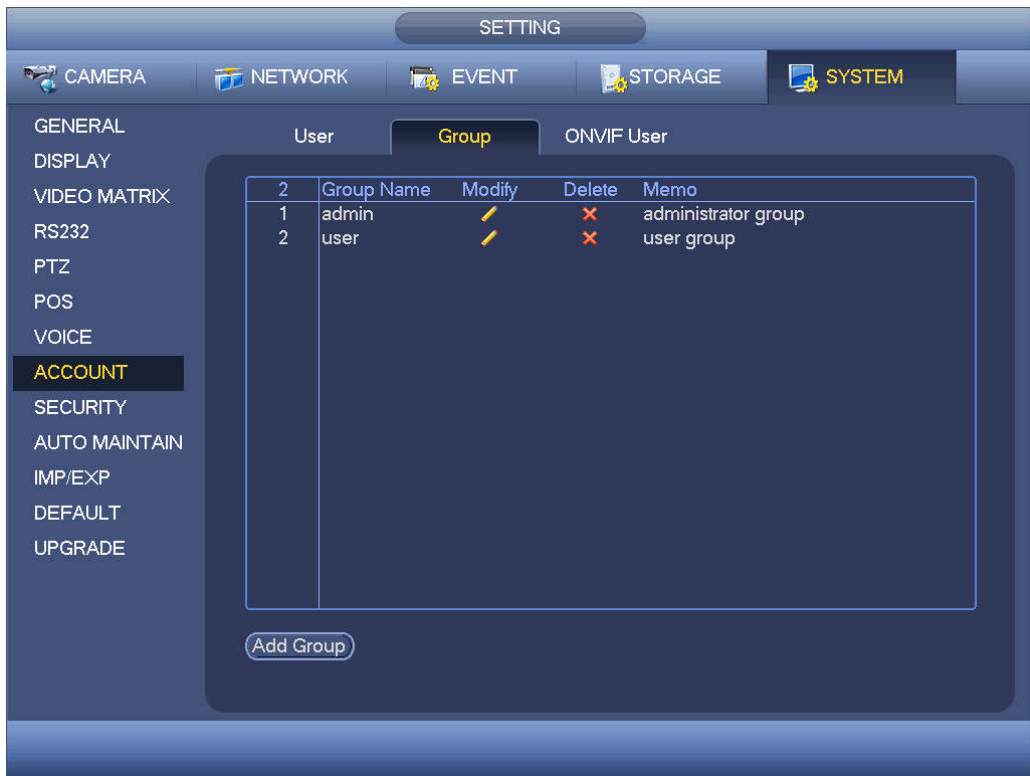 SETTING
CAMERA NETWORK EVENT STORAGE SYSTEM
GENERAL
DISPLAY
VIDEO MATRIX
RS232
PTZ
POS
VOICE
ACCOUNT
SECURITY
AUTO MAINTAIN
IMP/EXP
DEFAULT
UPGRADE
User Group ONVIF User
2 Group Name Modify Delete Memo
1 admin administrator group
2 user user group
Add Group